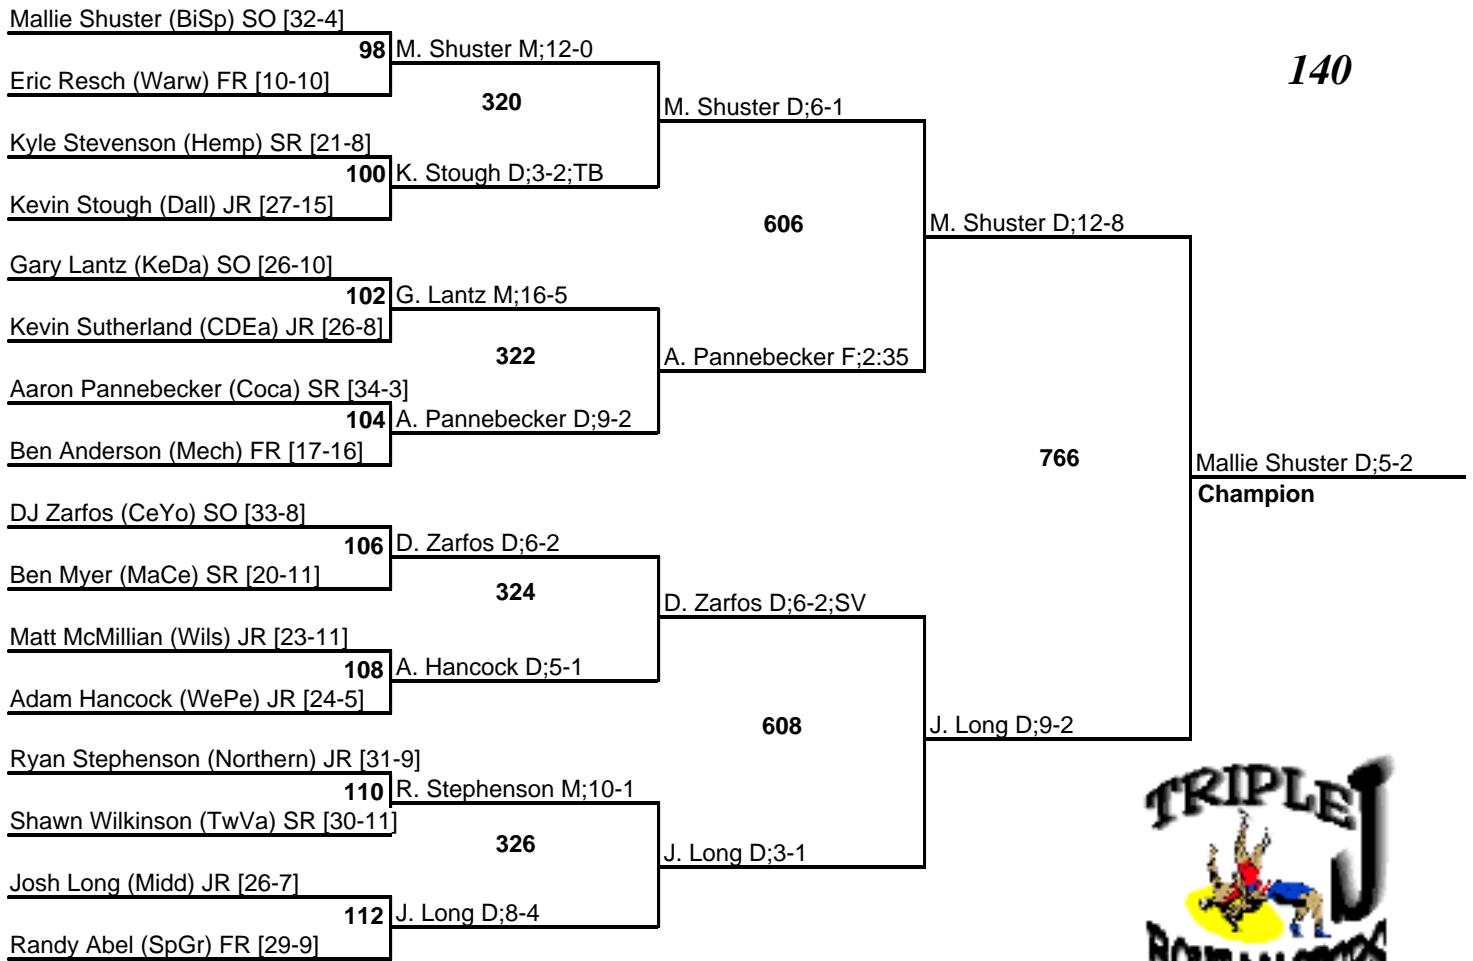 Mallie Shuster (BiSp) SO [32-4]
98 M. Shuster M;12-0
140
Eric Resch (Warw) FR [10-10]
320
M. Shuster D;6-1
Kyle Stevenson (Hemp) SR [21-8]
100 K. Stough D;3-2;TB
Kevin Stough (Dall) JR [27-15]
606
M. Shuster D;12-8
Gary Lantz (KeDa) SO [26-10]
102 G. Lantz M;16-5
Kevin Sutherland (CDEa) JR [26-8]
322
A. Pannebecker F;2:35
Aaron Pannebecker (Coca) SR [34-3]
104 A. Pannebecker D;9-2
Ben Anderson (Mech) FR [17-16]
766
Mallie Shuster D;5-2
Champion
DJ Zarfos (CeYo) SO [33-8]
106 D. Zarfos D;6-2
Ben Myer (MaCe) SR [20-11]
324
D. Zarfos D;6-2;SV
Matt McMillian (Wils) JR [23-11]
108 A. Hancock D;5-1
Adam Hancock (WePe) JR [24-5]
608
J. Long D;9-2
Ryan Stephenson (Northern) JR [31-9]
110 R. Stephenson M;10-1
Shawn Wilkinson (TwVa) SR [30-11]
326
J. Long D;3-1
Josh Long (Midd) JR [26-7]
112 J. Long D;8-4
Randy Abel (SpGr) FR [29-9]
TRIPLE J